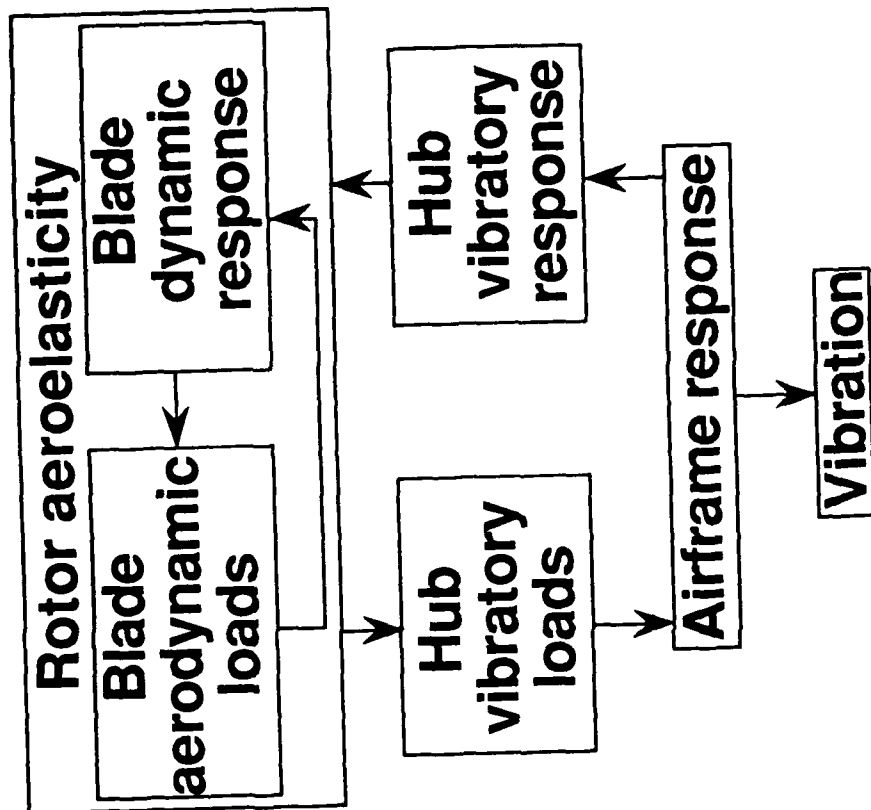 Rotor aeroelasticity
Blade
aerodynamic
loads
Blade
dynamic
response
Hub
vibratory
loads
Hub
vibratory
response
Airframe response
Vibration